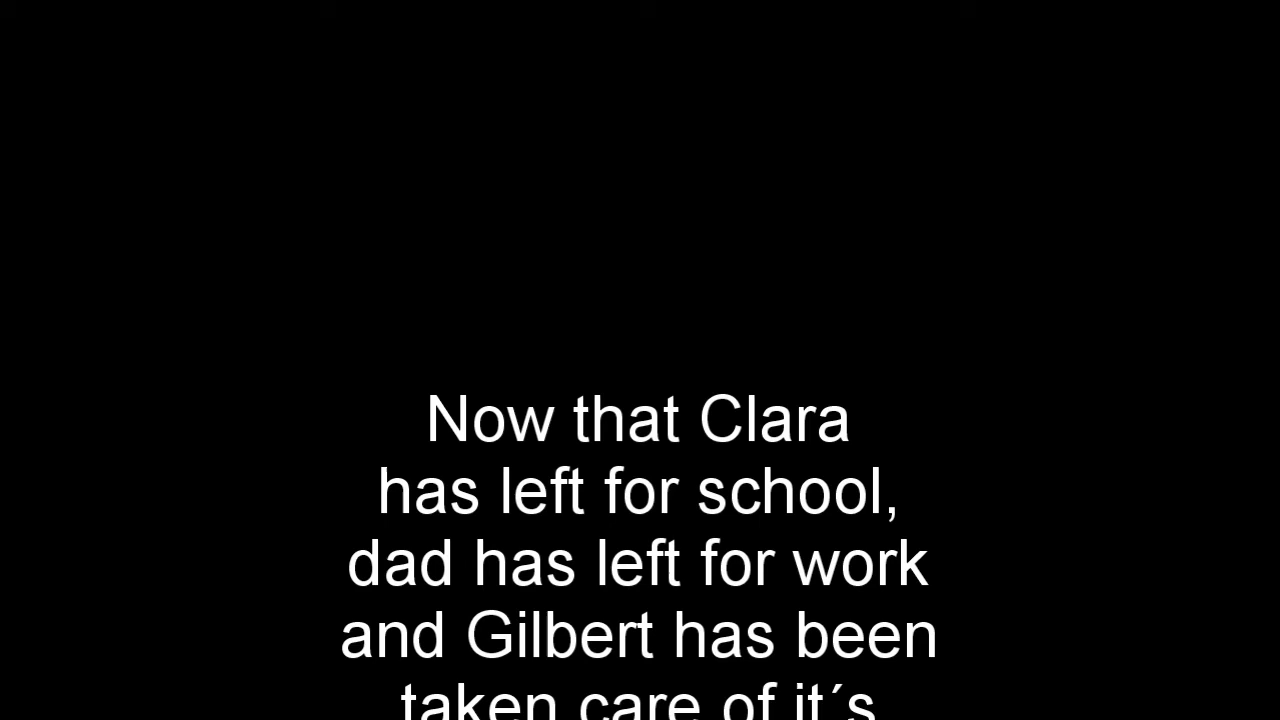 Now that Clara
has left for school,
dad has left for work
and Gilbert has been
taken care of it´s